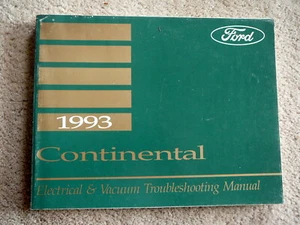 Ford
1993
Continental
Electrical & Vacuum Troubleshooting Manual